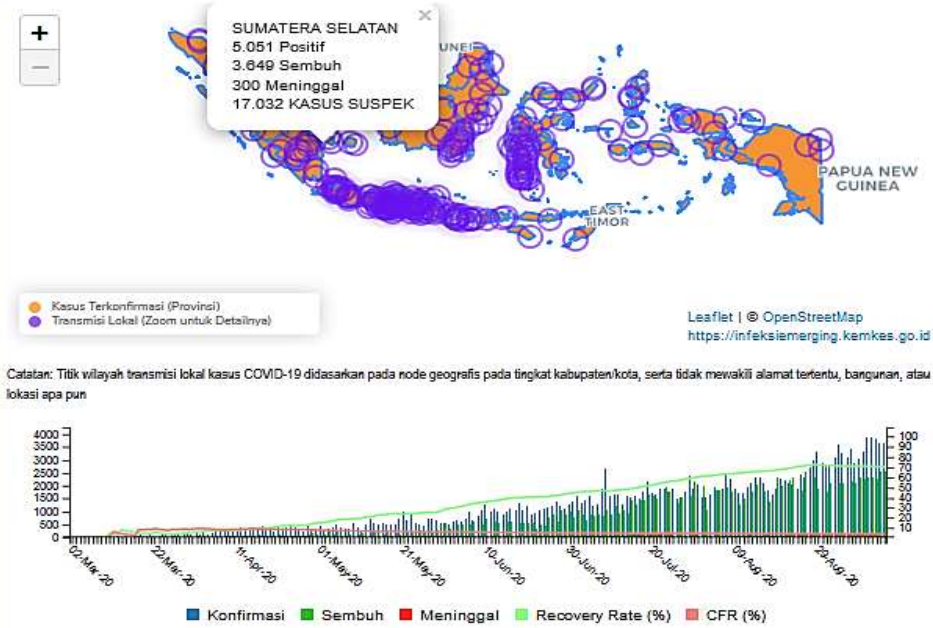 +
−
×
SUMATERA SELATAN
5.051 Positif
3.649 Sembuh
300 Meninggal
17.032 KASUS SUSPEK
UNEI
PAPUA NEW
GUINEA
EAST
TIMOR
Kasus Terkonfirmasi (Provinsi)
Transmisi Lokal (Zoom untuk Detailnya)
Leaflet | © OpenStreetMap
https://infeksiemerging.kemkes.go.id
Catatan: Titik wilayah transmisi lokal kasus COVID-19 didasarkan pada node geografis pada tingkat kabupaten/kota, serta tidak mewakili alamat tertentu, bangunan, atau
lokasi apa pun
4000
3500
3000
2500
2000
1500
1000
500
0
100
90
80
70
60
50
40
30
20
10
02-Mar-20
22-Mar-20
11-Apr-20
01-May-20
21-May-20
10-Jun-20
30-Jun-20
20-Jul-20
09-Aug-20
29-Aug-20
Konfirmasi Sembuh Meninggal Recovery Rate (%) CFR (%)